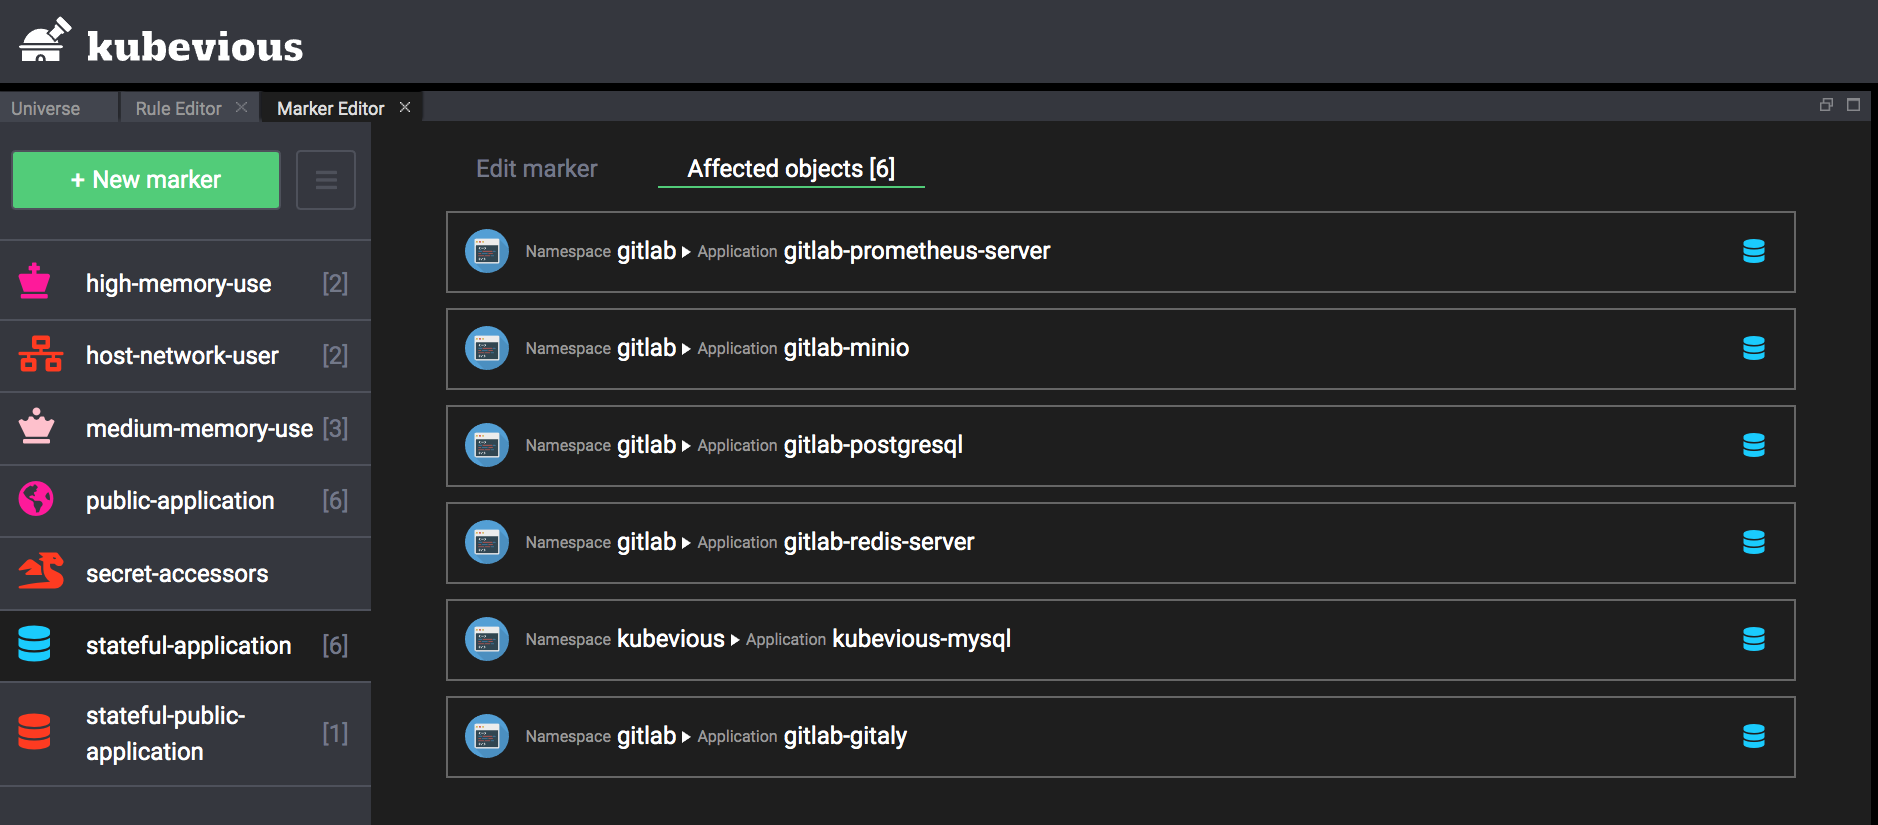 kubevious
Universe
Rule Editor
Marker Editor
+ New marker
high-memory-use [2]
host-network-user [2]
medium-memory-use [3]
public-application [6]
secret-accessors
stateful-application [6]
stateful-public-
application [1]
Edit marker
Affected objects [6]
Namespace gitlab Application gitlab-prometheus-server
Namespace gitlab Application gitlab-minio
Namespace gitlab Application gitlab-postgresql
Namespace gitlab Application gitlab-redis-server
Namespace kubevious Application kubevious-mysql
Namespace gitlab Application gitlab-gitaly